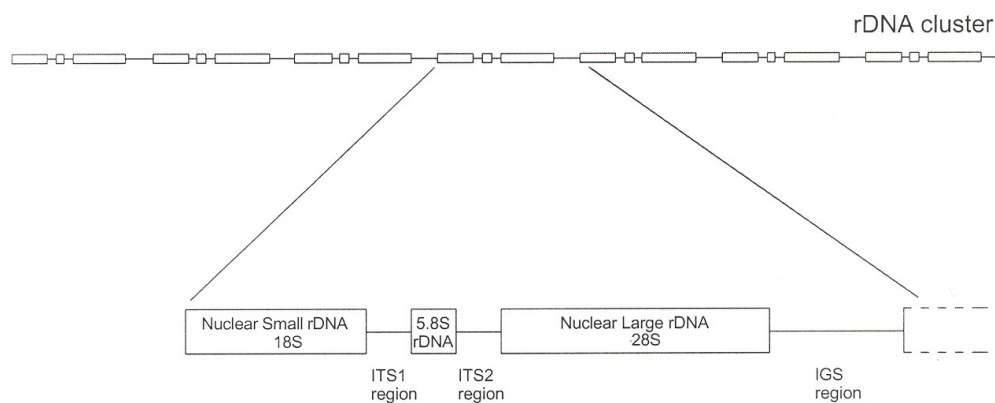 rDNA cluster
Nuclear Small rDNA
18S
5.8S
rDNA
Nuclear Large rDNA
28S
ITS1
region
ITS2
region
IGS
region